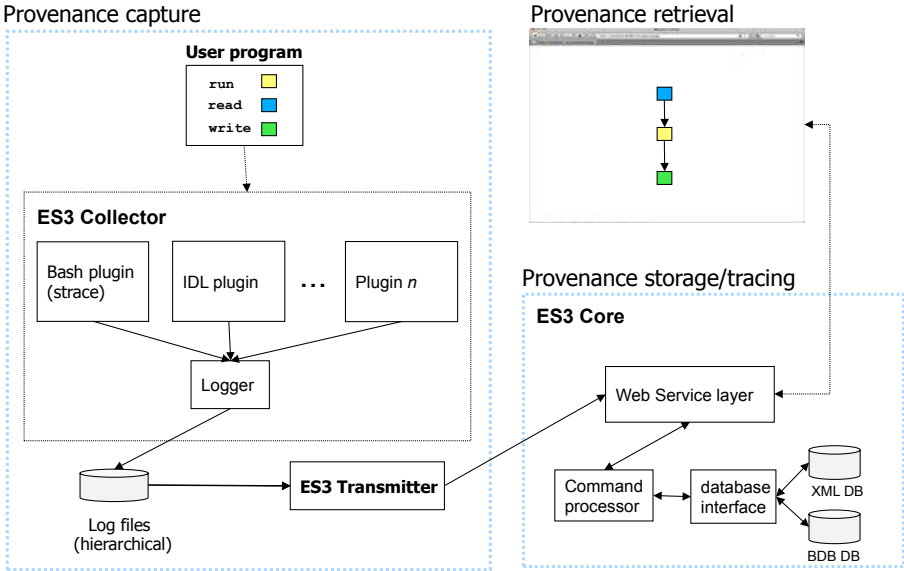 Provenance capture
User program
run
read
write
ES3 Collector
Bash plugin
(strace)
IDL plugin
...
Plugin n
Logger
Log files
(hierarchical)
ES3 Transmitter
Provenance retrieval
Provenance storage/tracing
ES3 Core
Web Service layer
Command
processor
database
interface
XML DB
BDB DB